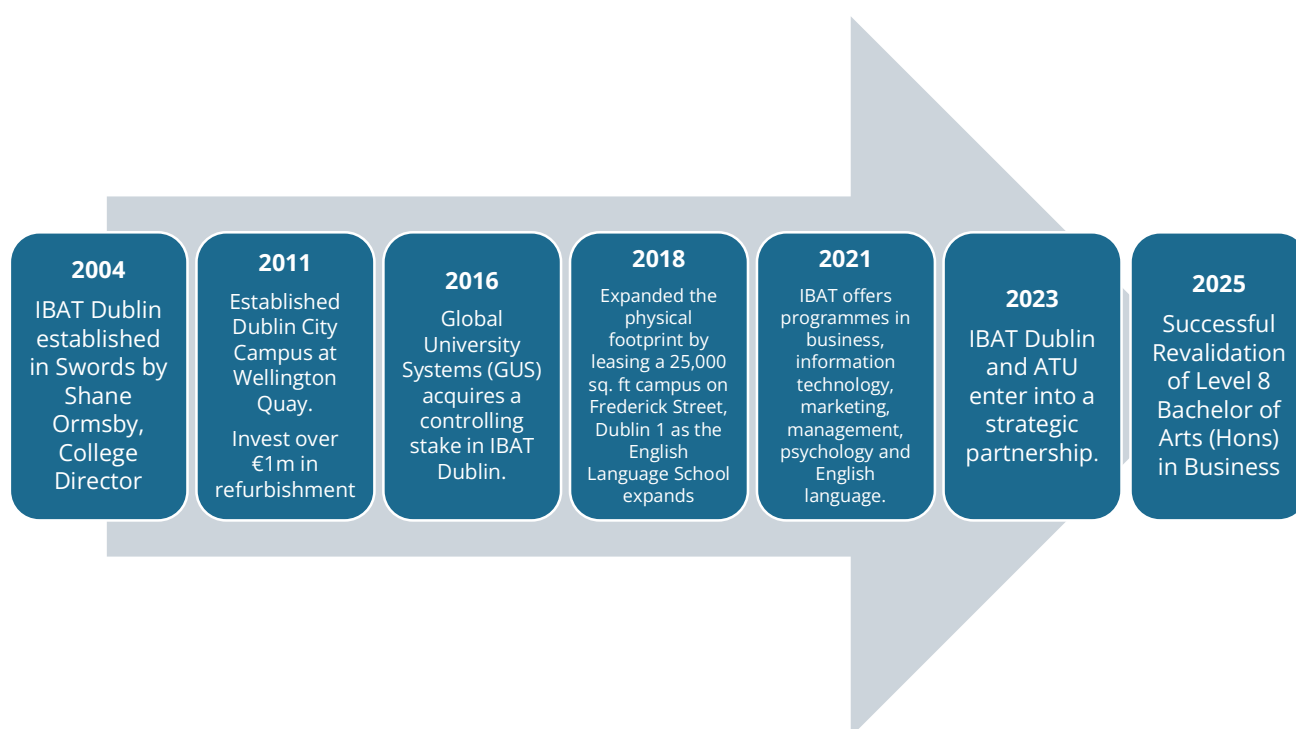 2004
IBAT Dublin
established
in Swords by
Shane
Ormsby,
College
Director
2011
Established
Dublin City
Campus at
Wellington
Quay.
Invest over
€1m in
refurbishment
2016
Global
University
Systems (GUS)
acquires a
controlling
stake in IBAT
Dublin.
2018
Expanded the
physical
footprint by
leasing a 25,000
sq. ft campus on
Frederick Street,
Dublin 1 as the
English
Language School
expands
2021
IBAT offers
programmes in
business,
information
technology,
marketing,
management,
psychology and
English
language.
2023
IBAT Dublin
and ATU
enter into a
strategic
partnership.
2025
Successful
Revalidation
of Level 8
Bachelor of
Arts (Hons)
in Business